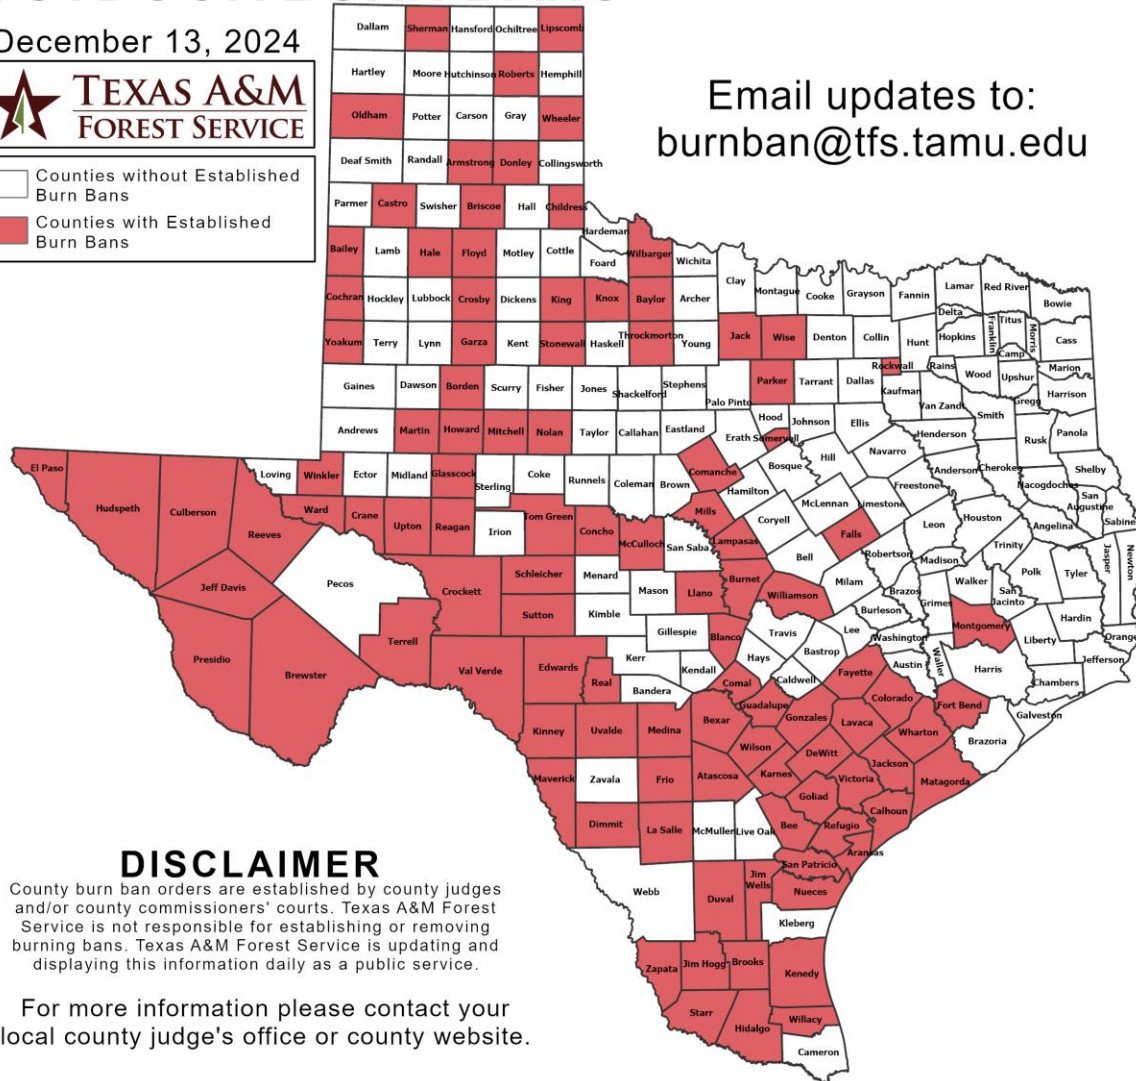 December 13, 2024
TEXAS A&M
FOREST SERVICE
Counties without Established
Burn Bans
Counties with Established
Burn Bans
Email updates to:
burnban@tfs.tamu.edu
Dallam Sherman Hansford Ochiltree Lipscomb
Hartley Moore Hutchinson Roberts Hemphill
Oldham Potter Carson Gray Wheeler
Deaf Smith Randall Armstrong Donley Collingsworth
Parmer Castro Swisher Briscoe Hall Childress
Hardeman
Bailey Lamb Hale Floyd Motley Cottle Foard Wilbarger Wichita
Clay Montague Cooke Grayson Fannin Lamar Red River Bowie
Cochran Hockley Lubbock Crosby Dickens King Knox Baylor Archer
Delta Franklin Titus Morris
Yoakum Terry Lynn Garza Kent Stonewall Haskell Throckmorton Young Jack Wise Denton Collin Hunt Hopkins Camp Cass
Gaines Dawson Borden Scurry Fisher Jones Shackelford Stephens Palo Pinto Parker Tarrant Dallas Rockwall Kaufman Rains Wood Upshur Marion
Van Zandt Smith Gregg Harrison
Andrews Martin Howard Mitchell Nolan Taylor Callahan Eastland Erath Somervell Hood Johnson Ellis Henderson Rusk Panola
El Paso Hudspeth Culberson Reeves Loving Winkler Ector Midland Glasscock Sterling Coke Runnels Coleman Brown Comanche Bosque Hill Navarro Anderson Cherokee Shelby
Hamilton McLennan Limestone Freestone Nacogdoches San Augustine Sabine
Ward Crane Upton Reagan Irion Tom Green Concho McCulloch San Saba Mills Lampasas Coryell Falls Leon Houston Angelina
Jeff Davis Pecos Crockett Schleicher Menard Mason Llano Burnet Bell Milam Robertson Madison Trinity Polk Tyler Jasper Newton
Terrell Sutton Kimble Williamson Brazos Grimes Walker San Jacinto Hardin
Presidio Brewster Val Verde Edwards Real Kerr Gillespie Kendall Blanco Travis Hays Bastrop Lee Burleson Washington Montgomery Liberty Orange
Bandera Comal Caldwell Fayette Austin Waller Harris Chambers Jefferson
Kinney Uvalde Medina Bexar Guadalupe Gonzales Lavaca Colorado Wharton Fort Bend Brazoria Galveston
Maverick Zavala Frio Atascosa Wilson Karnes DeWitt Victoria Jackson Matagorda
Dimmit La Salle McMullen Live Oak Bee Goliad Refugio Calhoun Aransas
Webb Duval Jim Wells San Patricio Nueces
Kleberg
Zapata Jim Hogg Brooks Kenedy
Starr Hidalgo Willacy
Cameron
DISCLAIMER
County burn ban orders are established by county judges
and/or county commissioners' courts. Texas A&M Forest
Service is not responsible for establishing or removing
burning bans. Texas A&M Forest Service is updating and
displaying this information daily as a public service.
For more information please contact your
local county judge's office or county website.